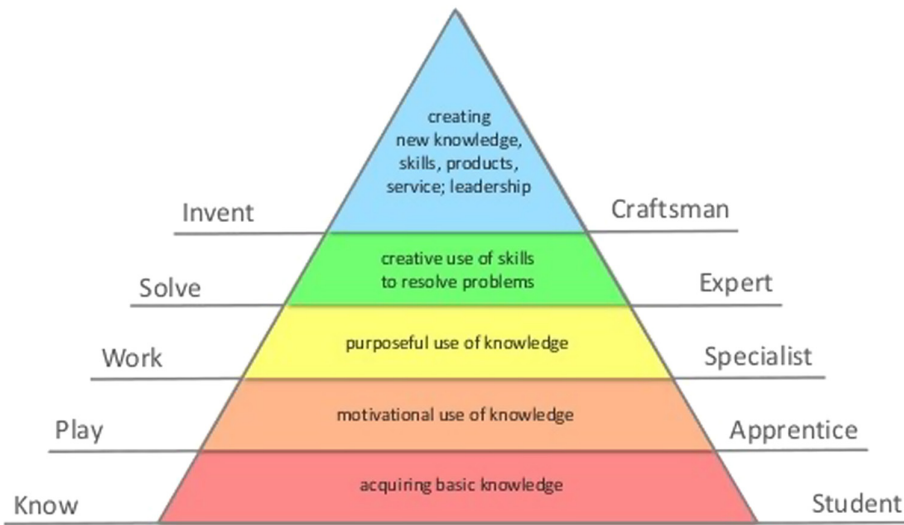 creating
new knowledge,
skills, products,
service; leadership
Invent
Craftsman
creative use of skills
to resolve problems
Solve
Expert
purposeful use of knowledge
Work
Specialist
motivational use of knowledge
Play
Apprentice
acquiring basic knowledge
Know
Student